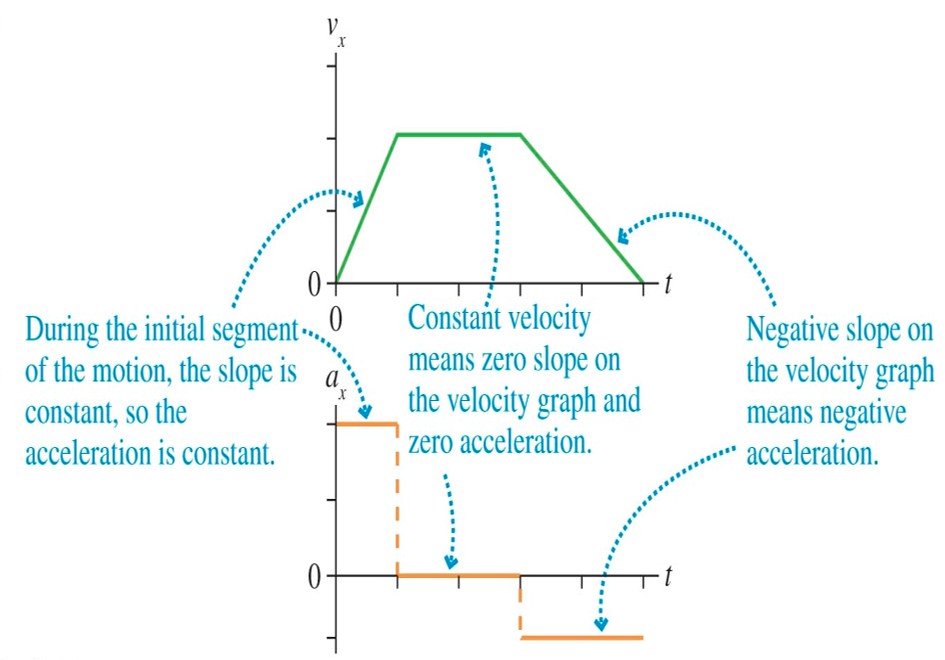 vx
0
t
0
During the initial segment
of the motion, the slope is
constant, so the
acceleration is constant.
Constant velocity
means zero slope on
the velocity graph and
zero acceleration.
Negative slope on
the velocity graph
means negative
acceleration.
ax
0
t